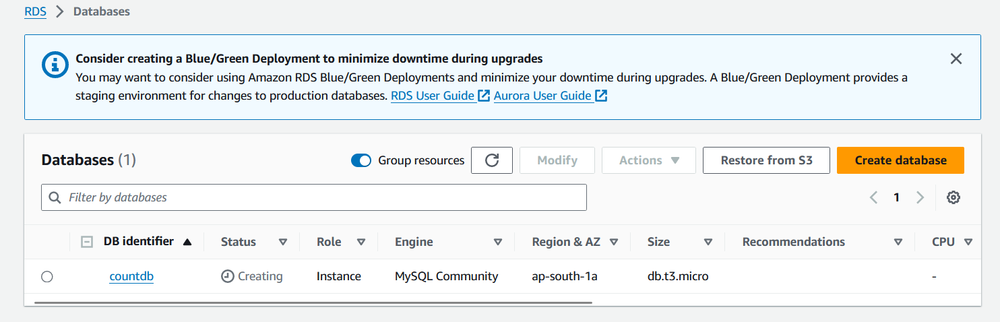 RDS > Databases
Consider creating a Blue/Green Deployment to minimize downtime during upgrades
You may want to consider using Amazon RDS Blue/Green Deployments and minimize your downtime during upgrades. A Blue/Green Deployment provides a
staging environment for changes to production databases. RDS User Guide Aurora User Guide
Databases (1) Group resources Modify Actions Restore from S3 Create database
Filter by databases 1
DB identifier Status Role Engine Region & AZ Size Recommendations CPU
countdb Creating Instance MySQL Community ap-south-1a db.t3.micro -